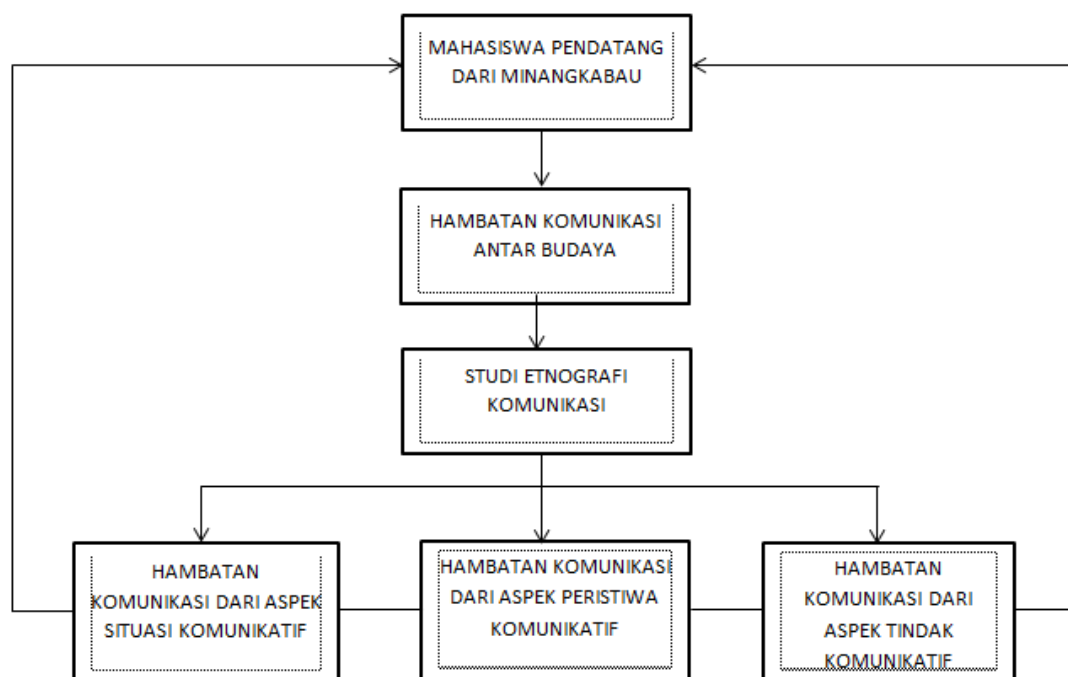 MAHASISWA PENDATANG
DARI MINANGKABAU
HAMBATAN KOMUNIKASI
ANTAR BUDAYA
STUDI ETNOGRAFI
KOMUNIKASI
HAMBATAN
KOMUNIKASI DARI ASPEK
SITUASI KOMUNIKATIF
HAMBATAN KOMUNIKASI
DARI ASPEK PERISTIWA
KOMUNIKATIF
HAMBATAN
KOMUNIKASI DARI
ASPEK TINDAK
KOMUNIKATIF